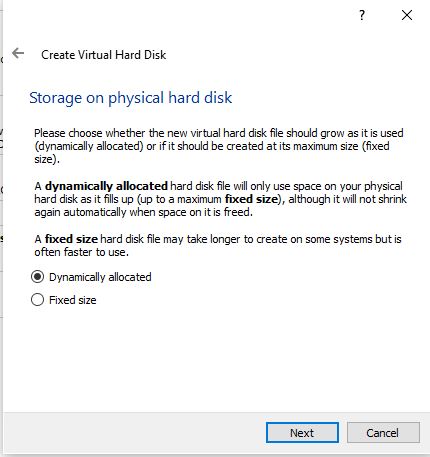 ?
Create Virtual Hard Disk
Storage on physical hard disk
Please choose whether the new virtual hard disk file should grow as it is used
(dynamically allocated) or if it should be created at its maximum size (fixed
size).
A dynamically allocated hard disk file will only use space on your physical
hard disk as it fills up (up to a maximum fixed size), although it will not shrink
again automatically when space on it is freed.
A fixed size hard disk file may take longer to create on some systems but is
often faster to use.
Dynamically allocated
Fixed size
Next
Cancel